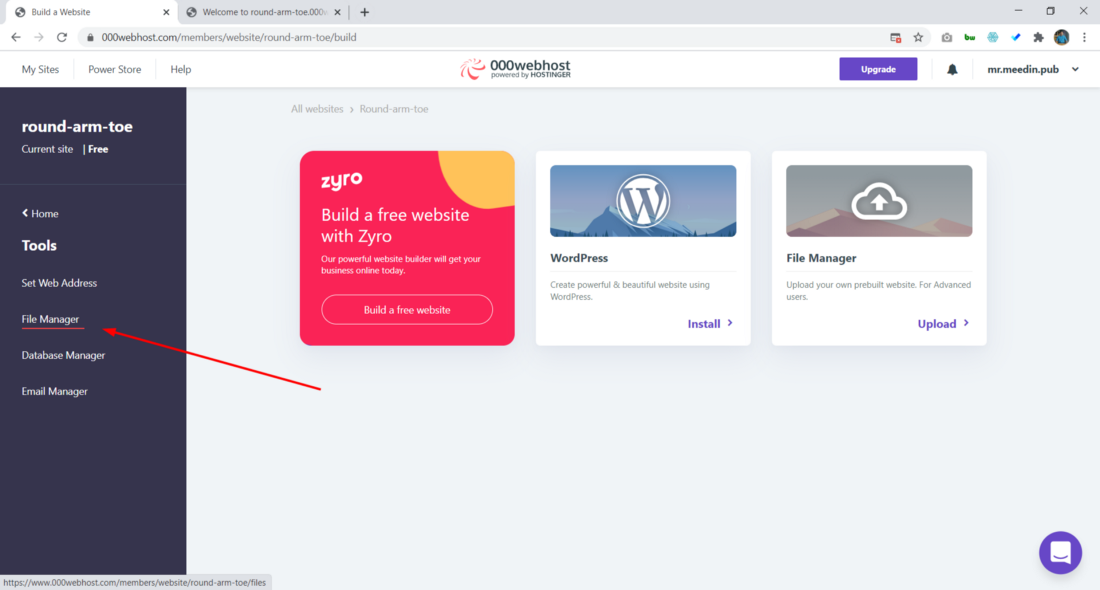 Build a Website
Welcome to round-arm-toe.000w
000webhost.com/members/website/round-arm-toe/build
My Sites
Power Store
Help
000webhost
powered by HOSTINGER
Upgrade
mr.meedin.pub
round-arm-toe
Current site | Free
Home
Tools
Set Web Address
File Manager
Database Manager
Email Manager
All websites > Round-arm-toe
zyro
Build a free website
with Zyro
Our powerful website builder will get your
business online today.
Build a free website
WordPress
Create powerful & beautiful website using
WordPress.
Install
File Manager
Upload your own prebuilt website. For Advanced
users.
Upload
https://www.000webhost.com/members/website/round-arm-toe/files